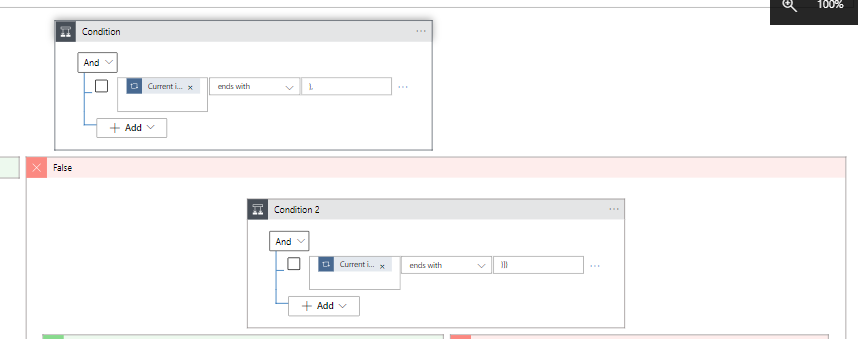 100%
Condition
And
Current i... x ends with },
Add
False
Condition 2
And
Current i... x ends with
Add